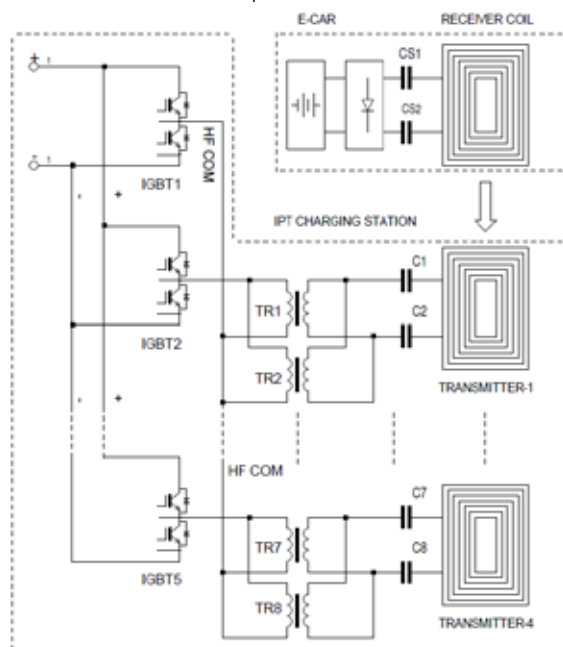 E-CAR
RECEIVER COIL
CS1
CS2
+ 1
- 1
HF COM
IGBT1
- +
IPT CHARGING STATION
IGBT2
TR1
TR2
C1
C2
TRANSMITTER-1
- +
HF COM
IGBT5
TR7
TR8
C7
C8
TRANSMITTER-4